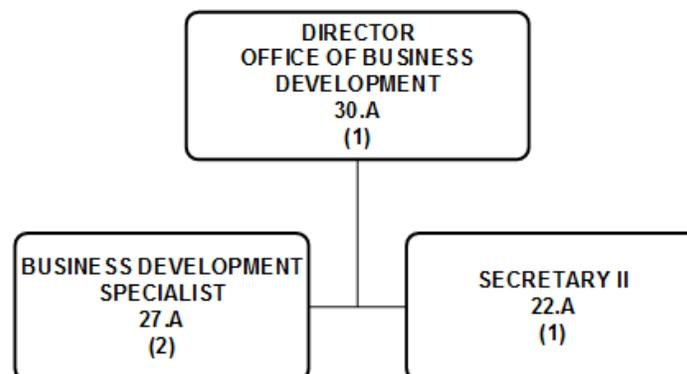 DIRECTOR
OFFICE OF BUSINESS
DEVELOPMENT
30.A
(1)
BUSINESS DEVELOPMENT
SPECIALIST
27.A
(2)
SECRETARY II
22.A
(1)